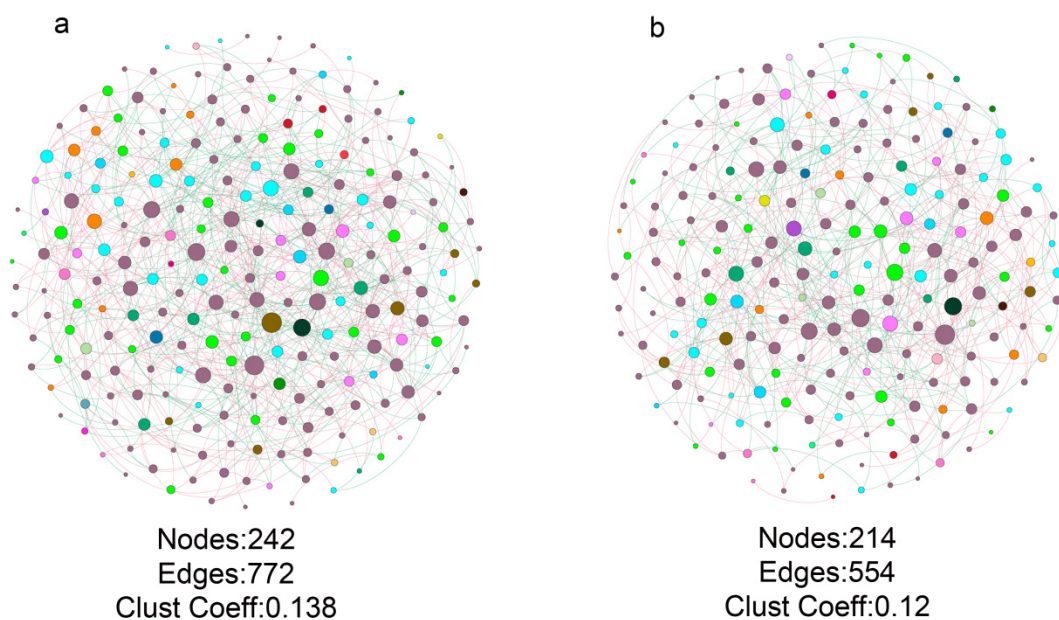 a
b
Nodes:242
Edges:772
Clust Coeff:0.138
Nodes:214
Edges:554
Clust Coeff:0.12